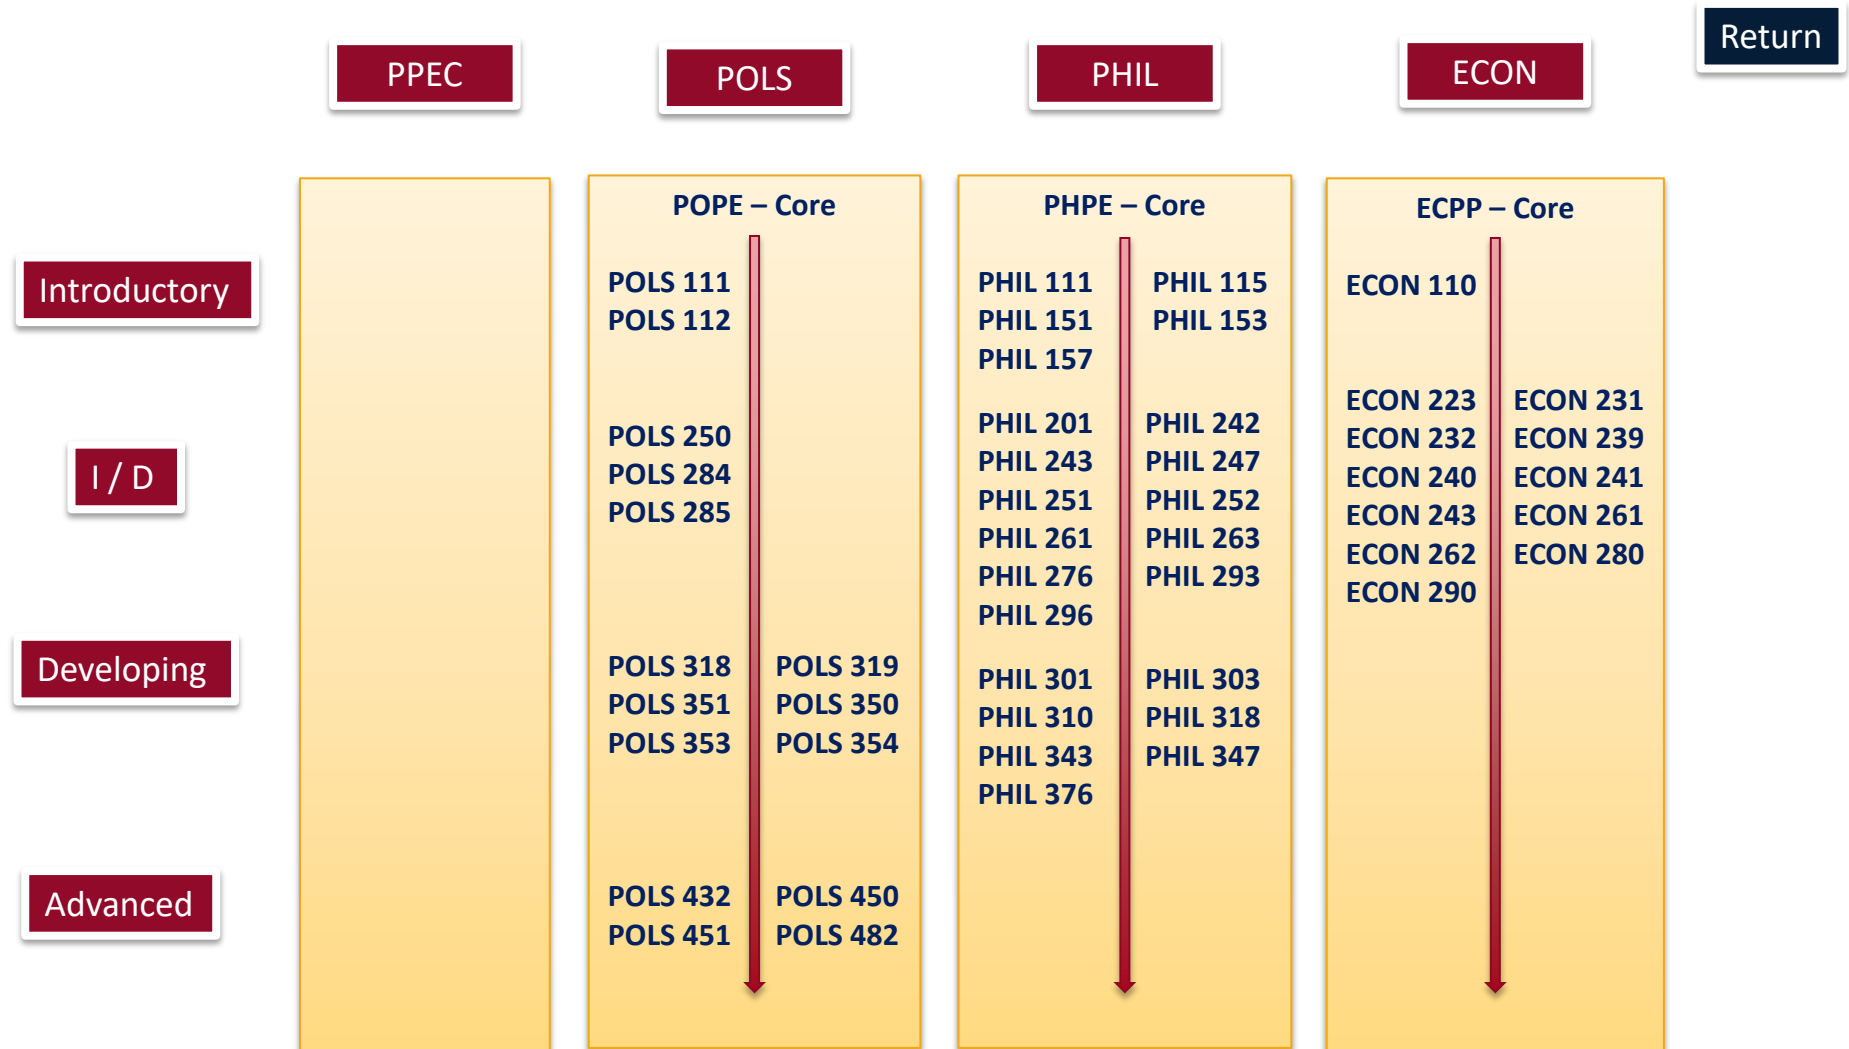 Return
PPEC
POLS
PHIL
ECON
POPE – Core
PHPE – Core
ECPP – Core
Introductory
POLS 111
POLS 112
PHIL 111 PHIL 115
PHIL 151 PHIL 153
PHIL 157
ECON 110
I / D
POLS 250
POLS 284
POLS 285
PHIL 201 PHIL 242
PHIL 243 PHIL 247
PHIL 251 PHIL 252
PHIL 261 PHIL 263
PHIL 276 PHIL 293
PHIL 296
ECON 223 ECON 231
ECON 232 ECON 239
ECON 240 ECON 241
ECON 243 ECON 261
ECON 262 ECON 280
ECON 290
Developing
POLS 318 POLS 319
POLS 351 POLS 350
POLS 353 POLS 354
PHIL 301 PHIL 303
PHIL 310 PHIL 318
PHIL 343 PHIL 347
PHIL 376
Advanced
POLS 432 POLS 450
POLS 451 POLS 482